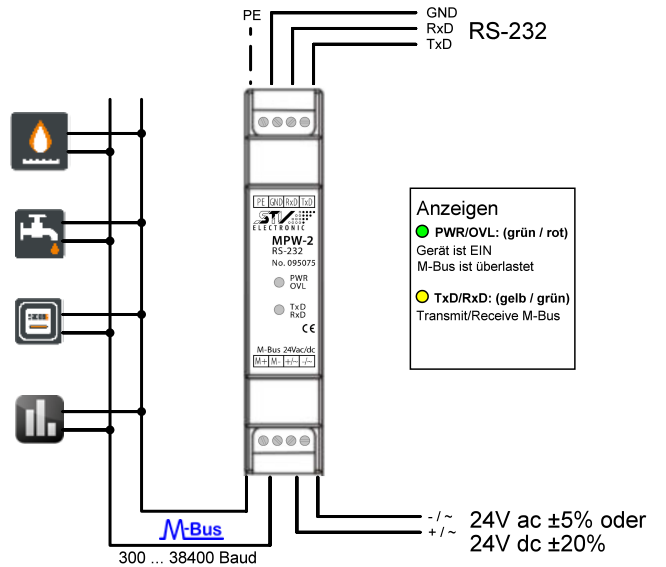 PE
GND
RxD
TxD
RS-232
PE GND RxD TxD
STV
ELECTRONIC
MPW-2
RS-232
No. 095075
PWR
OVL
TxD
RxD
CE
M-Bus 24Vac/dc
M+ M- +/~ -/~
Anzeigen
PWR/OVL: (grün / rot)
Gerät ist EIN
M-Bus ist überlastet
TxD/RxD: (gelb / grün)
Transmit/Receive M-Bus
M-Bus
300 ... 38400 Baud
- / ~
+ / ~
24V ac ±5% oder
24V dc ±20%